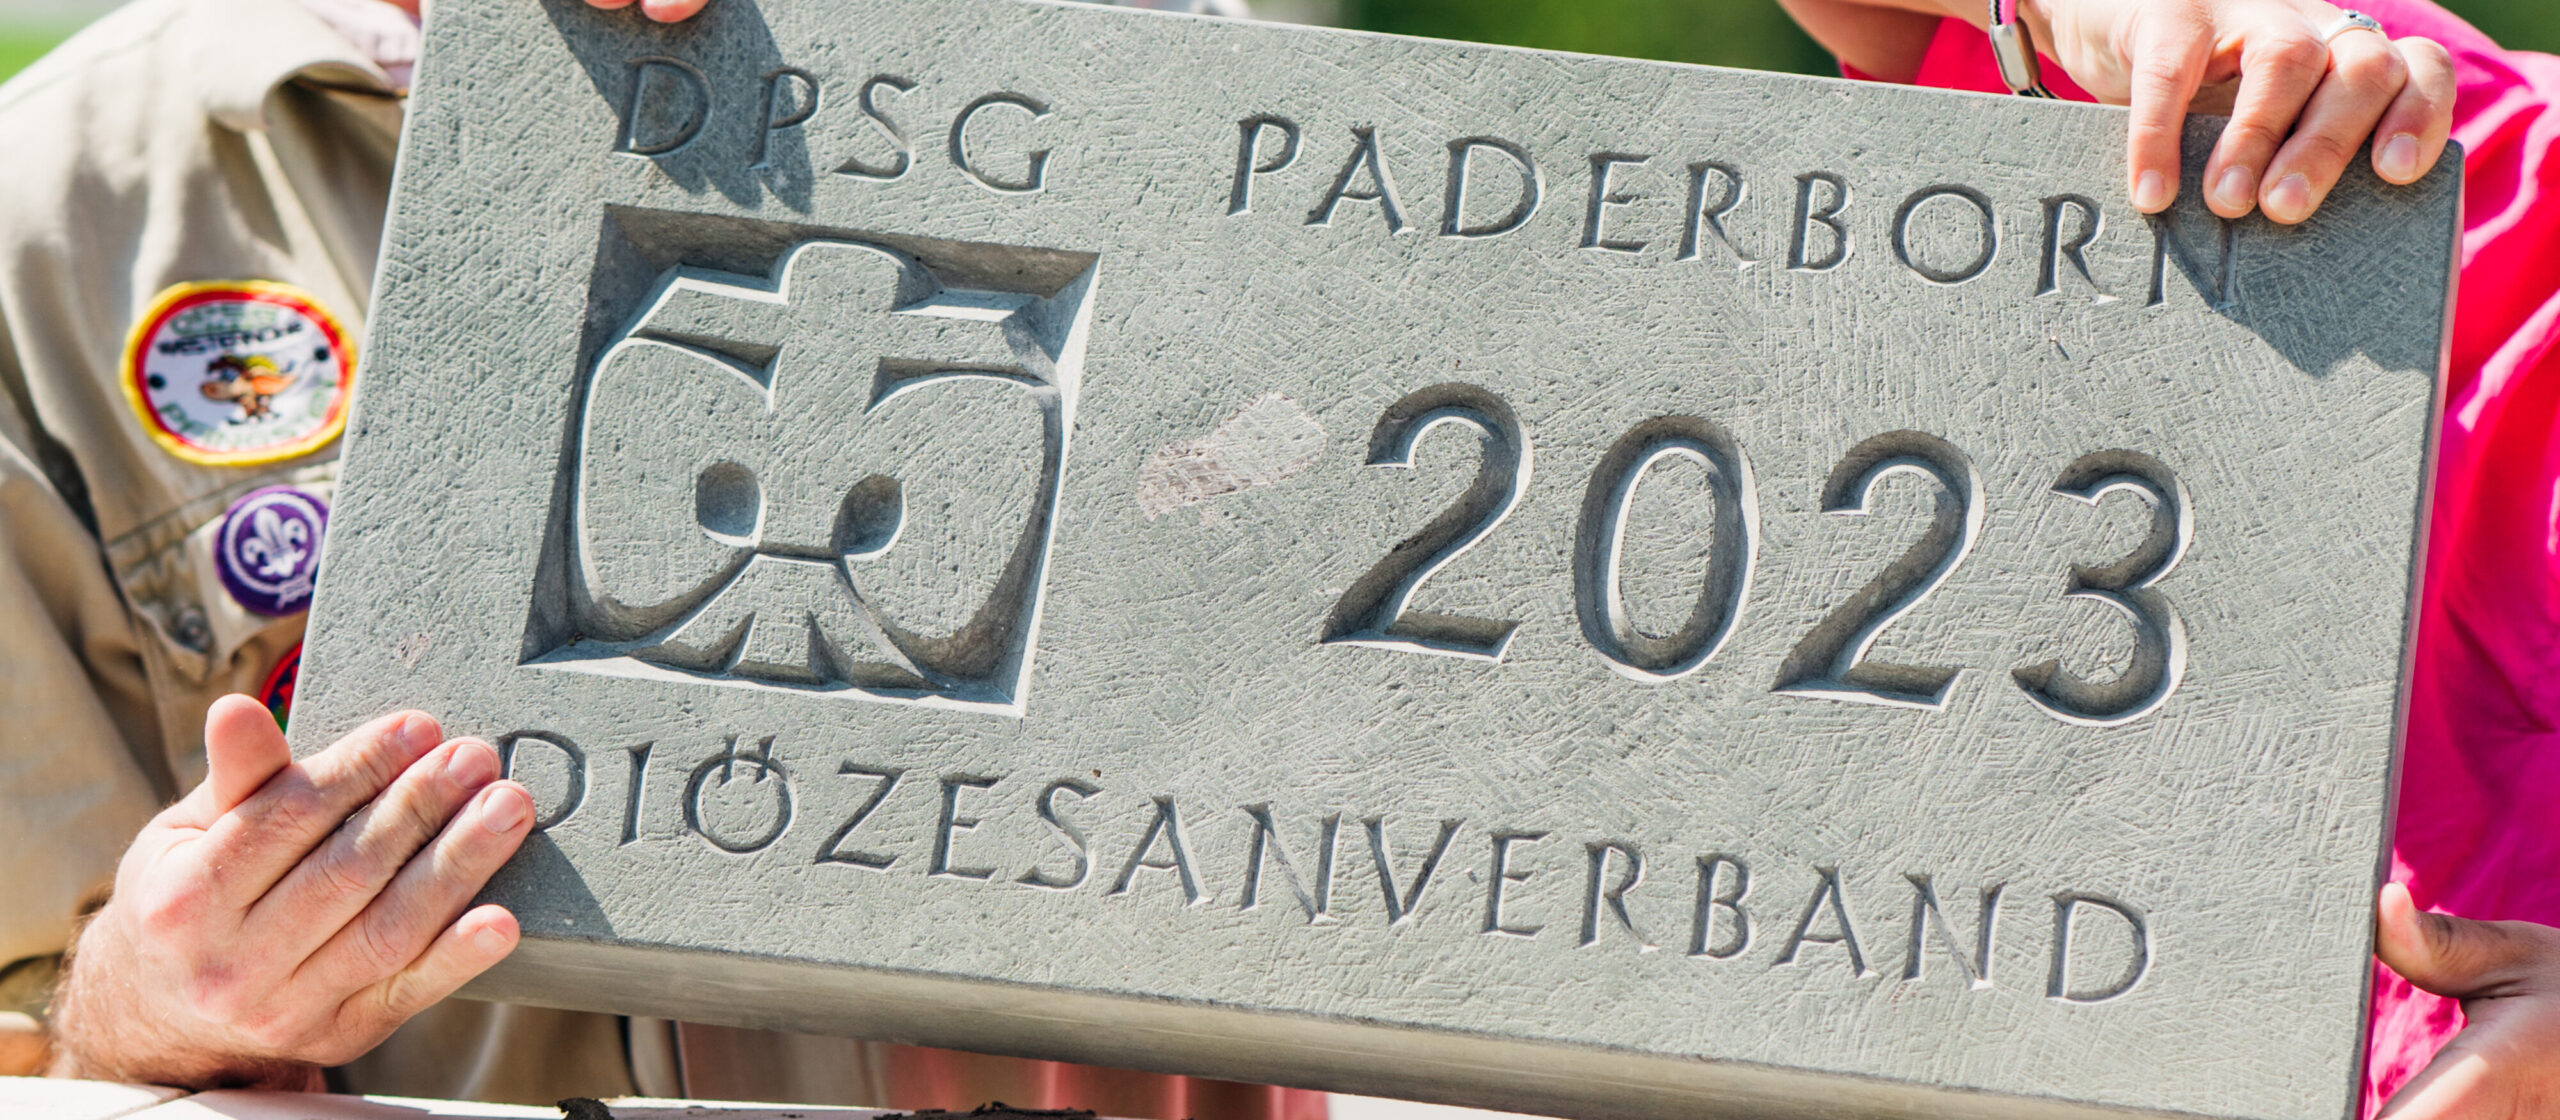 DPSG PADERBORN
2023
DIÖZESANVERBAND